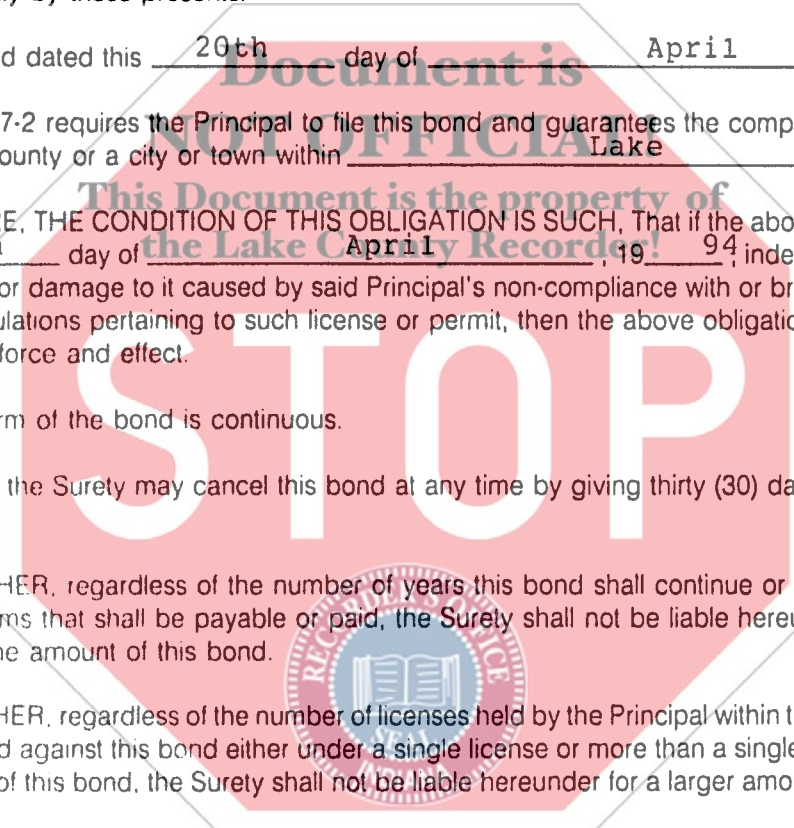 d dated this 20th day of April
Document is
7-2 requires the Principal to file this bond and guarantees the comp
NOT OFFICIAL
ounty or a city or town within Lake
This Document is the property of
E, THE CONDITION OF THIS OBLIGATION IS SUCH, That if the abo
the Lake County Recorder!
day of April, 19 94, inde
or damage to it caused by said Principal's non-compliance with or br
ulations pertaining to such license or permit, then the above obligatio
force and effect.
STOP
rm of the bond is continuous.
the Surety may cancel this bond at any time by giving thirty (30) da
HER, regardless of the number of years this bond shall continue or
ms that shall be payable or paid, the Surety shall not be liable hereu
he amount of this bond.
RECORDER'S OFFICE
HER, regardless of the number of licenses held by the Principal within t
d against this bond either under a single license or more than a single
SEAL
of this bond, the Surety shall not be liable hereunder for a larger amo